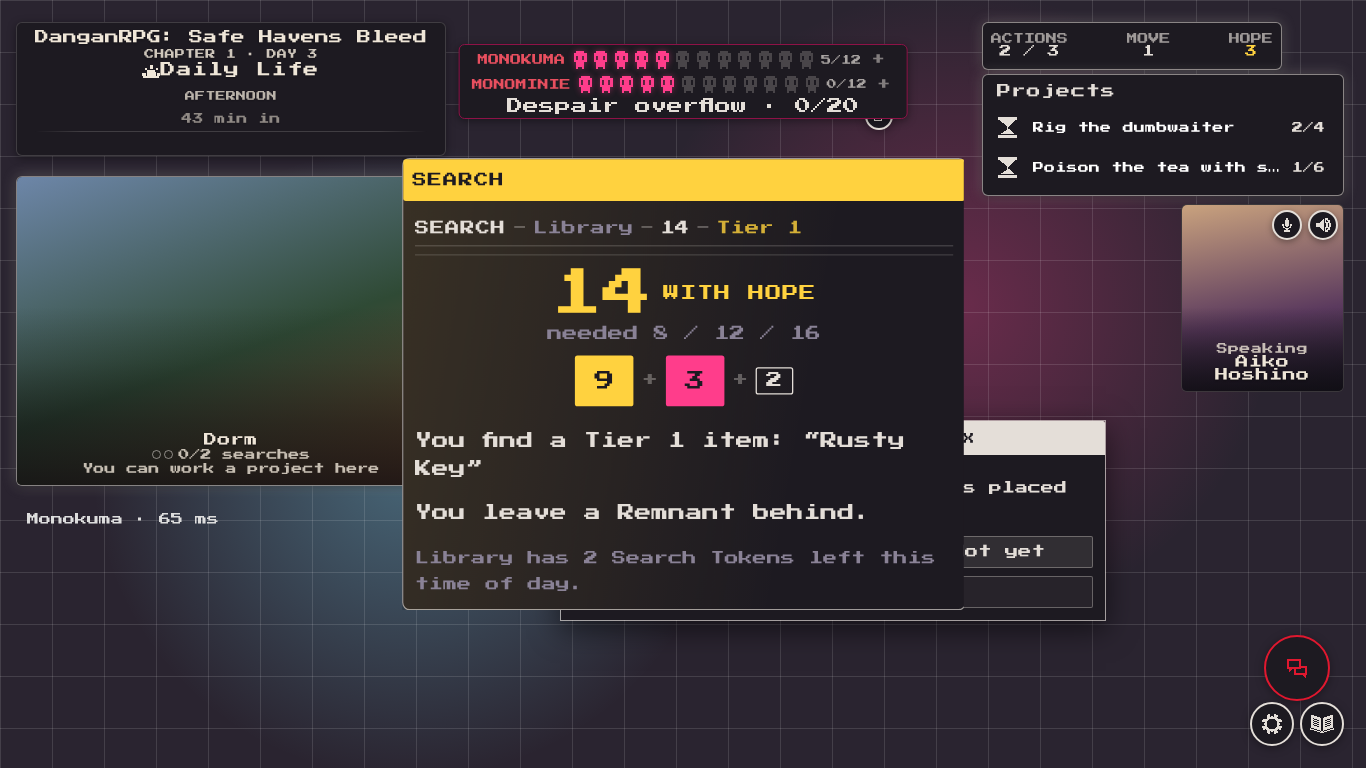 DanganRPG: Safe Havens Bleed
CHAPTER 1 · DAY 3
Daily Life
AFTERNOON
43 min in
MONOKUMA 5/12 +
MONOMINIE 0/12 +
Despair overflow · 0/20
ACTIONS MOVE HOPE
2 / 3 1 3
Projects
Rig the dumbwaiter 2/4
Poison the tea with s… 1/6
SEARCH
SEARCH – Library – 14 – Tier 1
14 WITH HOPE
needed 8 / 12 / 16
9 + 3 + 2
You find a Tier 1 item: “Rusty
Key”
You leave a Remnant behind.
Library has 2 Search Tokens left this
time of day.
Dorm
○○0/2 searches
You can work a project here
Monokuma · 65 ms
Speaking
Aiko
Hoshino
x
s placed
ot yet